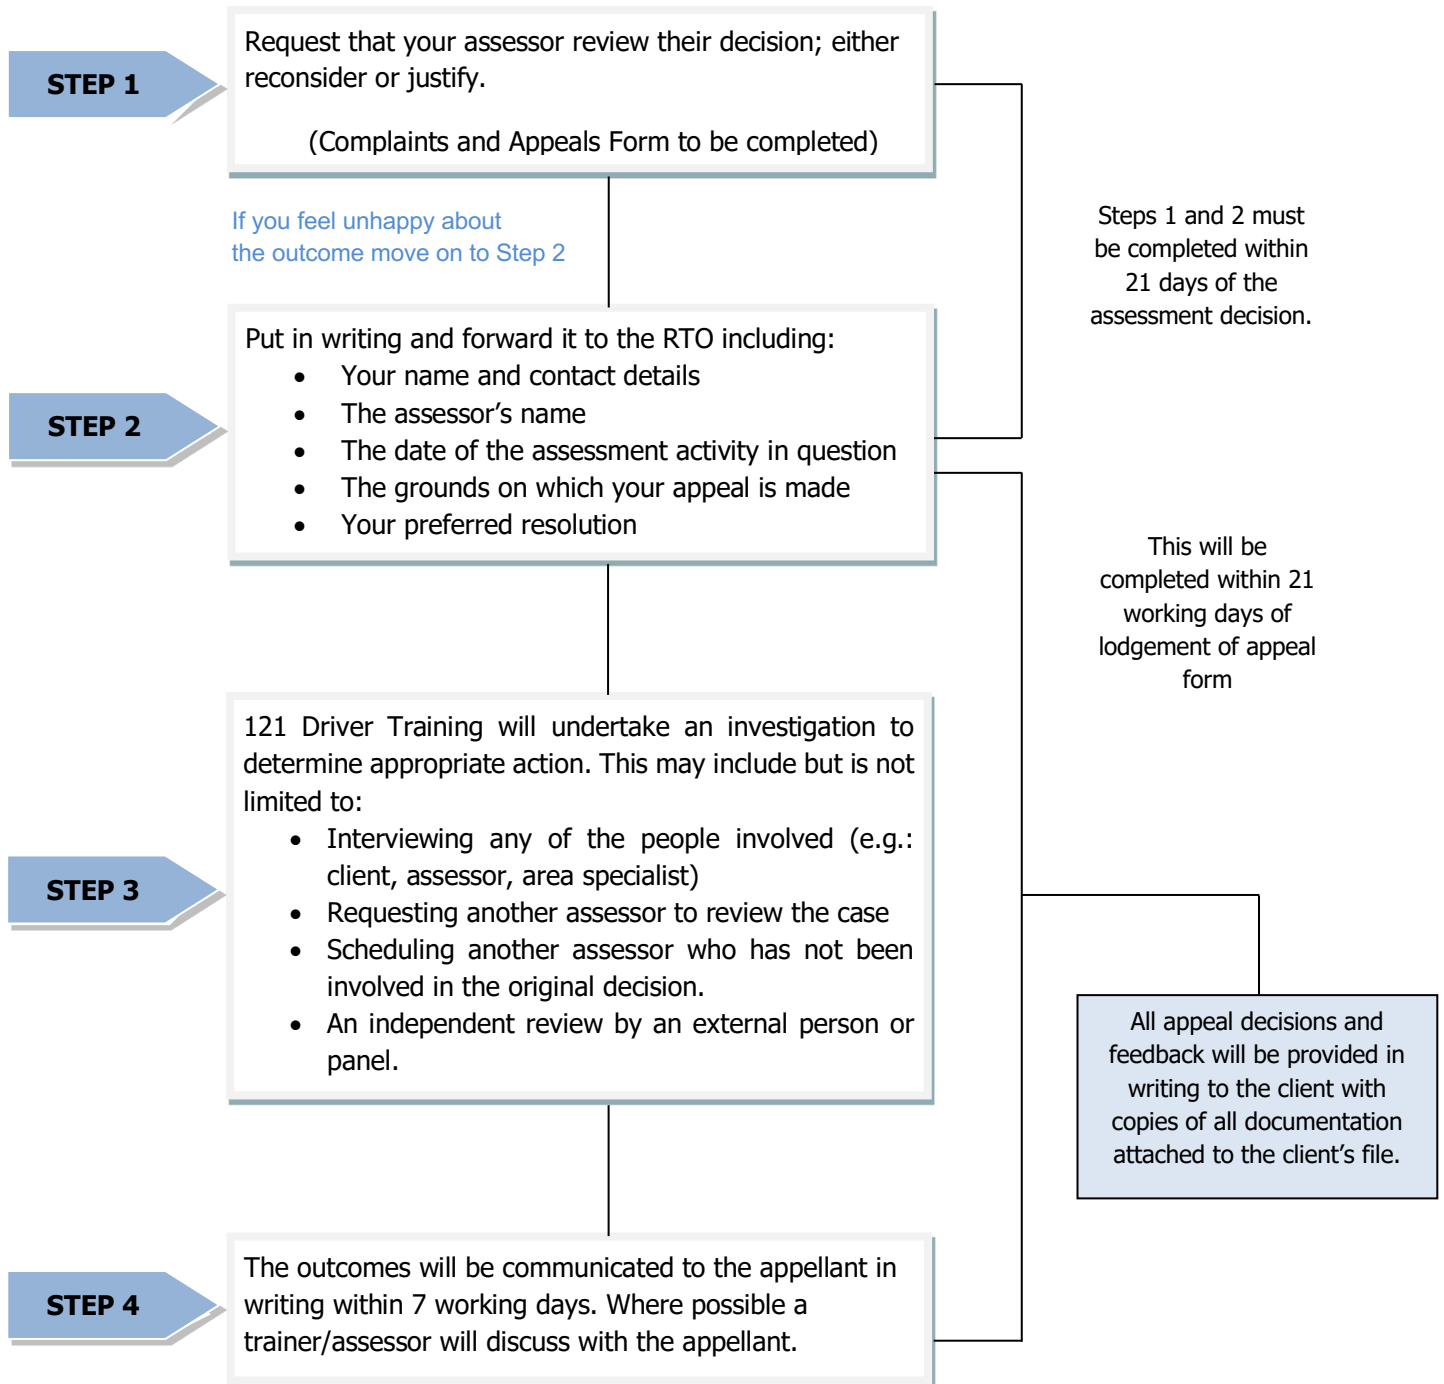 STEP 1
Request that your assessor review their decision; either
reconsider or justify.
(Complaints and Appeals Form to be completed)
If you feel unhappy about
the outcome move on to Step 2
Steps 1 and 2 must
be completed within
21 days of the
assessment decision.
STEP 2
Put in writing and forward it to the RTO including:
• Your name and contact details
• The assessor’s name
• The date of the assessment activity in question
• The grounds on which your appeal is made
• Your preferred resolution
This will be
completed within 21
working days of
lodgement of appeal
form
STEP 3
121 Driver Training will undertake an investigation to
determine appropriate action. This may include but is not
limited to:
• Interviewing any of the people involved (e.g.:
client, assessor, area specialist)
• Requesting another assessor to review the case
• Scheduling another assessor who has not been
involved in the original decision.
• An independent review by an external person or
panel.
All appeal decisions and
feedback will be provided in
writing to the client with
copies of all documentation
attached to the client’s file.
STEP 4
The outcomes will be communicated to the appellant in
writing within 7 working days. Where possible a
trainer/assessor will discuss with the appellant.